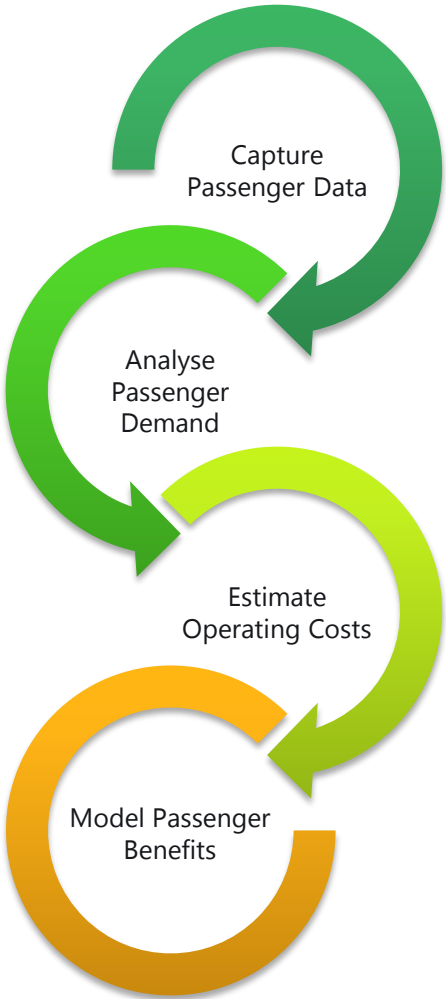 Capture
Passenger Data
Analyse
Passenger
Demand
Estimate
Operating Costs
Model Passenger
Benefits